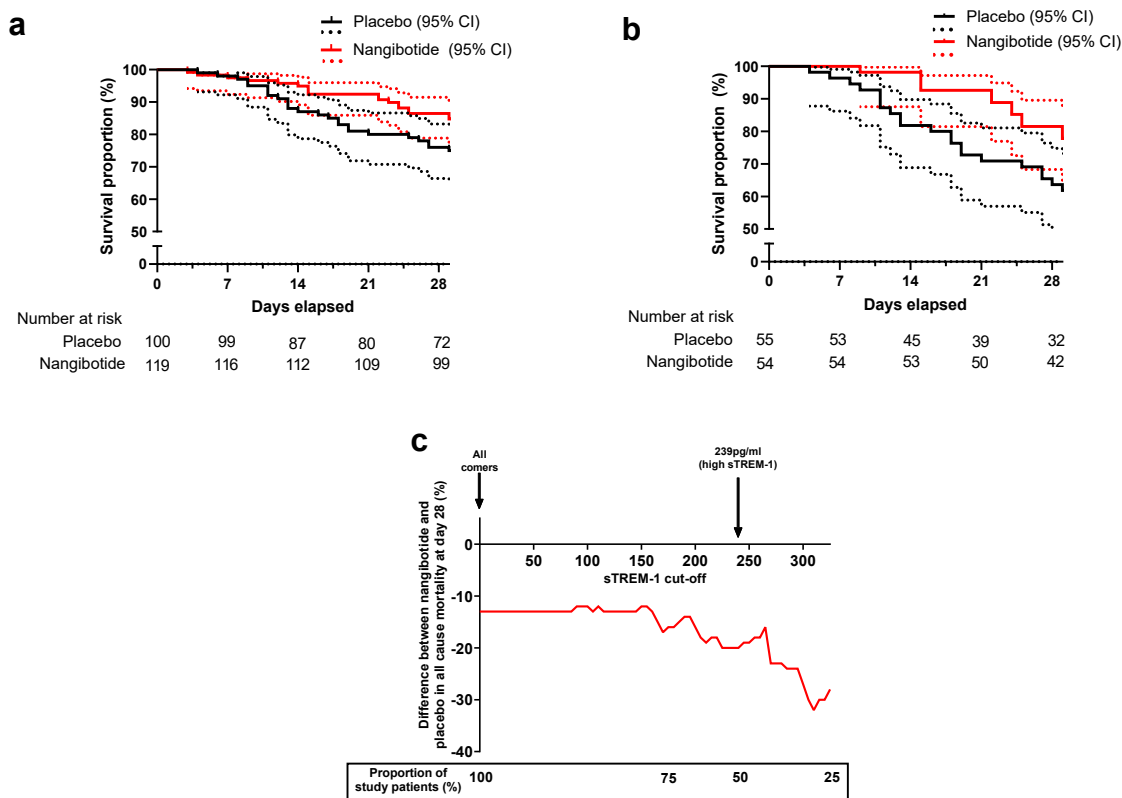 a
Placebo (95% CI)
Nangibotide (95% CI)
Survival proportion (%)
100
90
80
70
60
50
0
0 7 14 21 28
Days elapsed
Number at risk
Placebo 100 99 87 80 72
Nangibotide 119 116 112 109 99
b
Placebo (95% CI)
Nangibotide (95% CI)
Survival proportion (%)
100
90
80
70
60
50
0
0 7 14 21 28
Days elapsed
Number at risk
Placebo 55 53 45 39 32
Nangibotide 54 54 53 50 42
c
All
comers
239pg/ml
(high sTREM-1)
Difference between nangibotide and
placebo in all cause mortality at day 28 (%)
0
-10
-20
-30
-40
50 100 150 200 250 300
sTREM-1 cut-off
Proportion of
study patients (%)
100 75 50 25